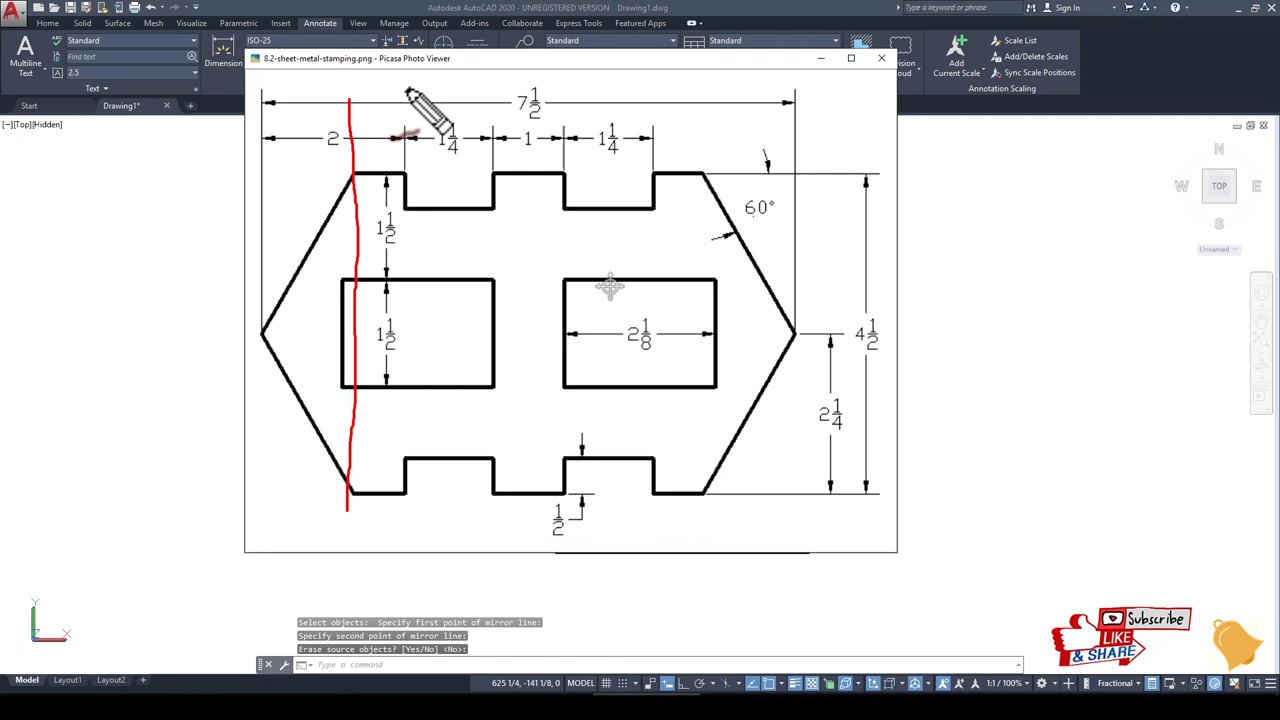 Autodesk AutoCAD 2020 - UNREGISTERED VERSION Drawing1.dwg
Type a keyword or phrase
Sign In
Home Solid Surface Mesh Visualize Parametric Insert Annotate View Manage Output Collaborate Express Tools Featured Apps
Multiline Text
Standard
Find text
2.5
Text
Dimension
ISO-25
Standard
Standard
Add Current Scale
Scale List
Add/Delete Scales
Sync Scale Positions
Annotation Scaling
Start Drawing1*
[−][Top][Hidden]
8.2-sheet-metal-stamping.png - Picasa Photo Viewer
7 1/2
2 1 1/4 1 1 1/4
60°
1 1/2
1 1/2
2 1/8
4 1/2
2 1/4
1/2
N
W TOP E
S
Unnamed
Y
Z X
Select objects: Specify first point of mirror line:
Specify second point of mirror line:
Erase source objects? [Yes/No] <No>:
Type a command
Subscribe
LIKE
& SHARE
Model Layout1 Layout2
625 1/4, -141 1/8, 0 MODEL
1:1 / 100%
Fractional